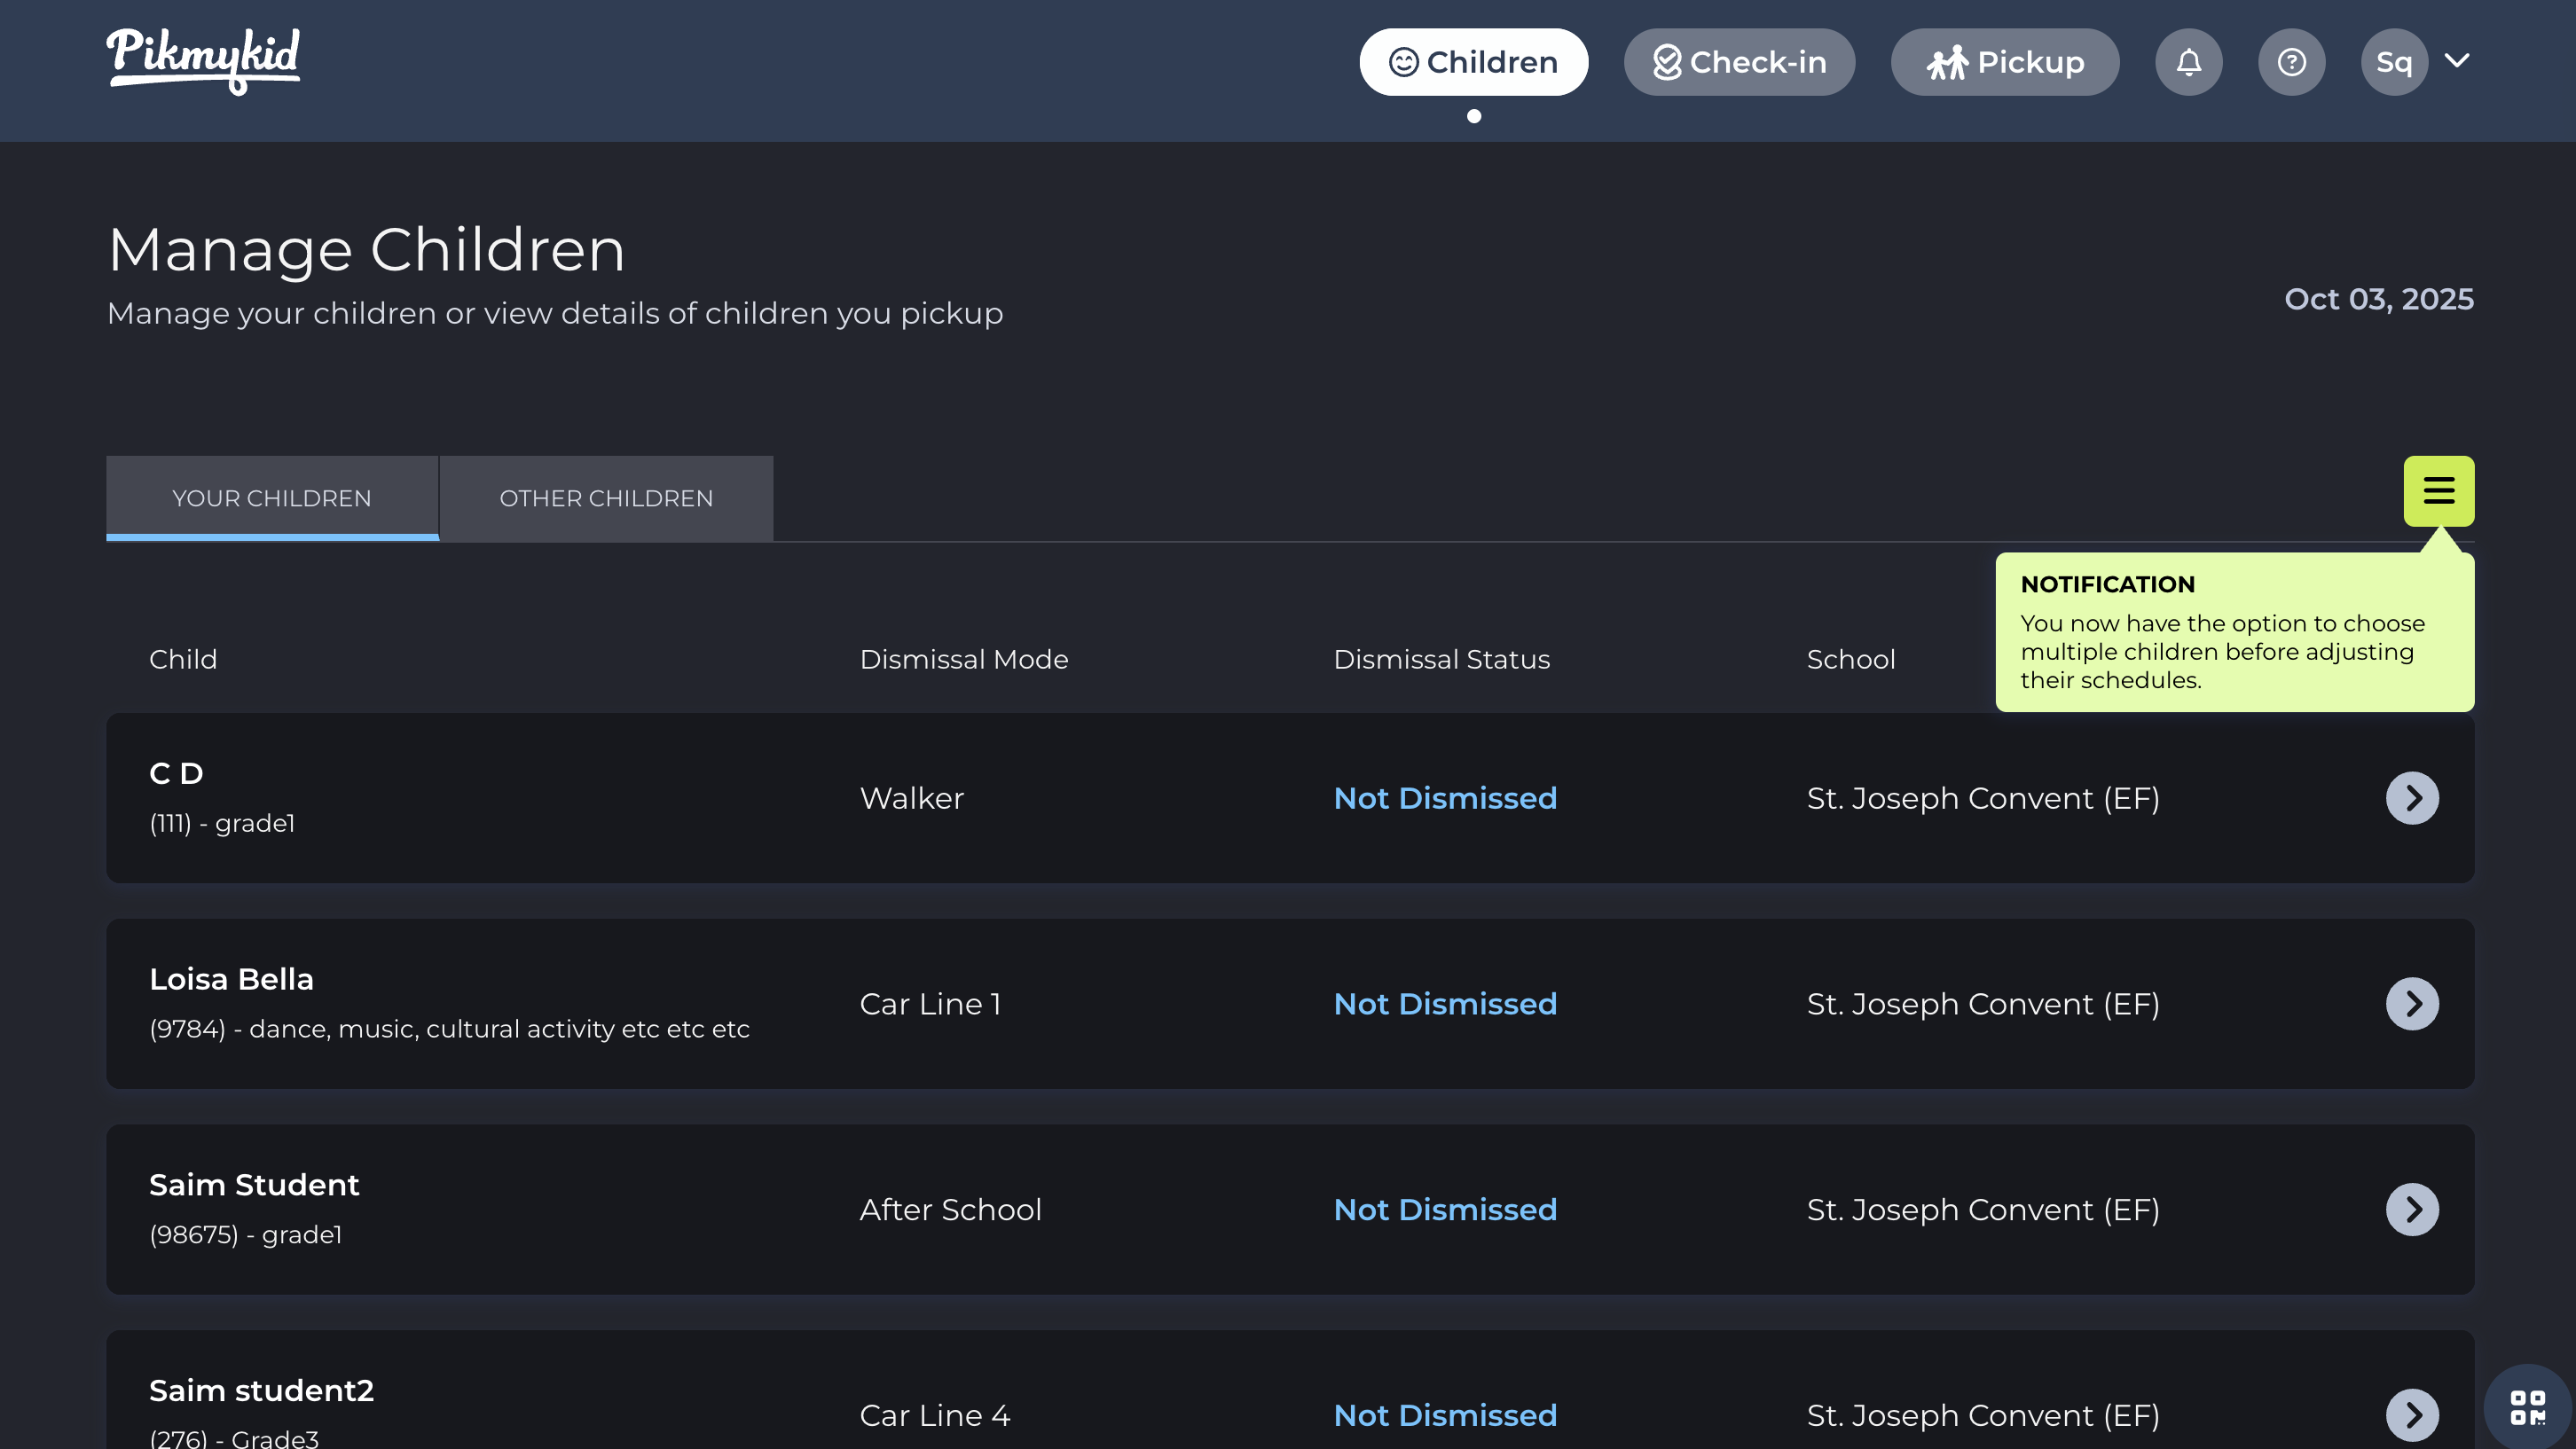 Pikmykid
Children
Check-in
Pickup
Sq
Manage Children
Manage your children or view details of children you pickup
Oct 03, 2025
YOUR CHILDREN
OTHER CHILDREN
NOTIFICATION
You now have the option to choose
multiple children before adjusting
their schedules.
Child
Dismissal Mode
Dismissal Status
School
C D
(111) - grade1
Walker
Not Dismissed
St. Joseph Convent (EF)
Loisa Bella
(9784) - dance, music, cultural activity etc etc etc
Car Line 1
Not Dismissed
St. Joseph Convent (EF)
Saim Student
(98675) - grade1
After School
Not Dismissed
St. Joseph Convent (EF)
Saim student2
(276) - Grade3
Car Line 4
Not Dismissed
St. Joseph Convent (EF)